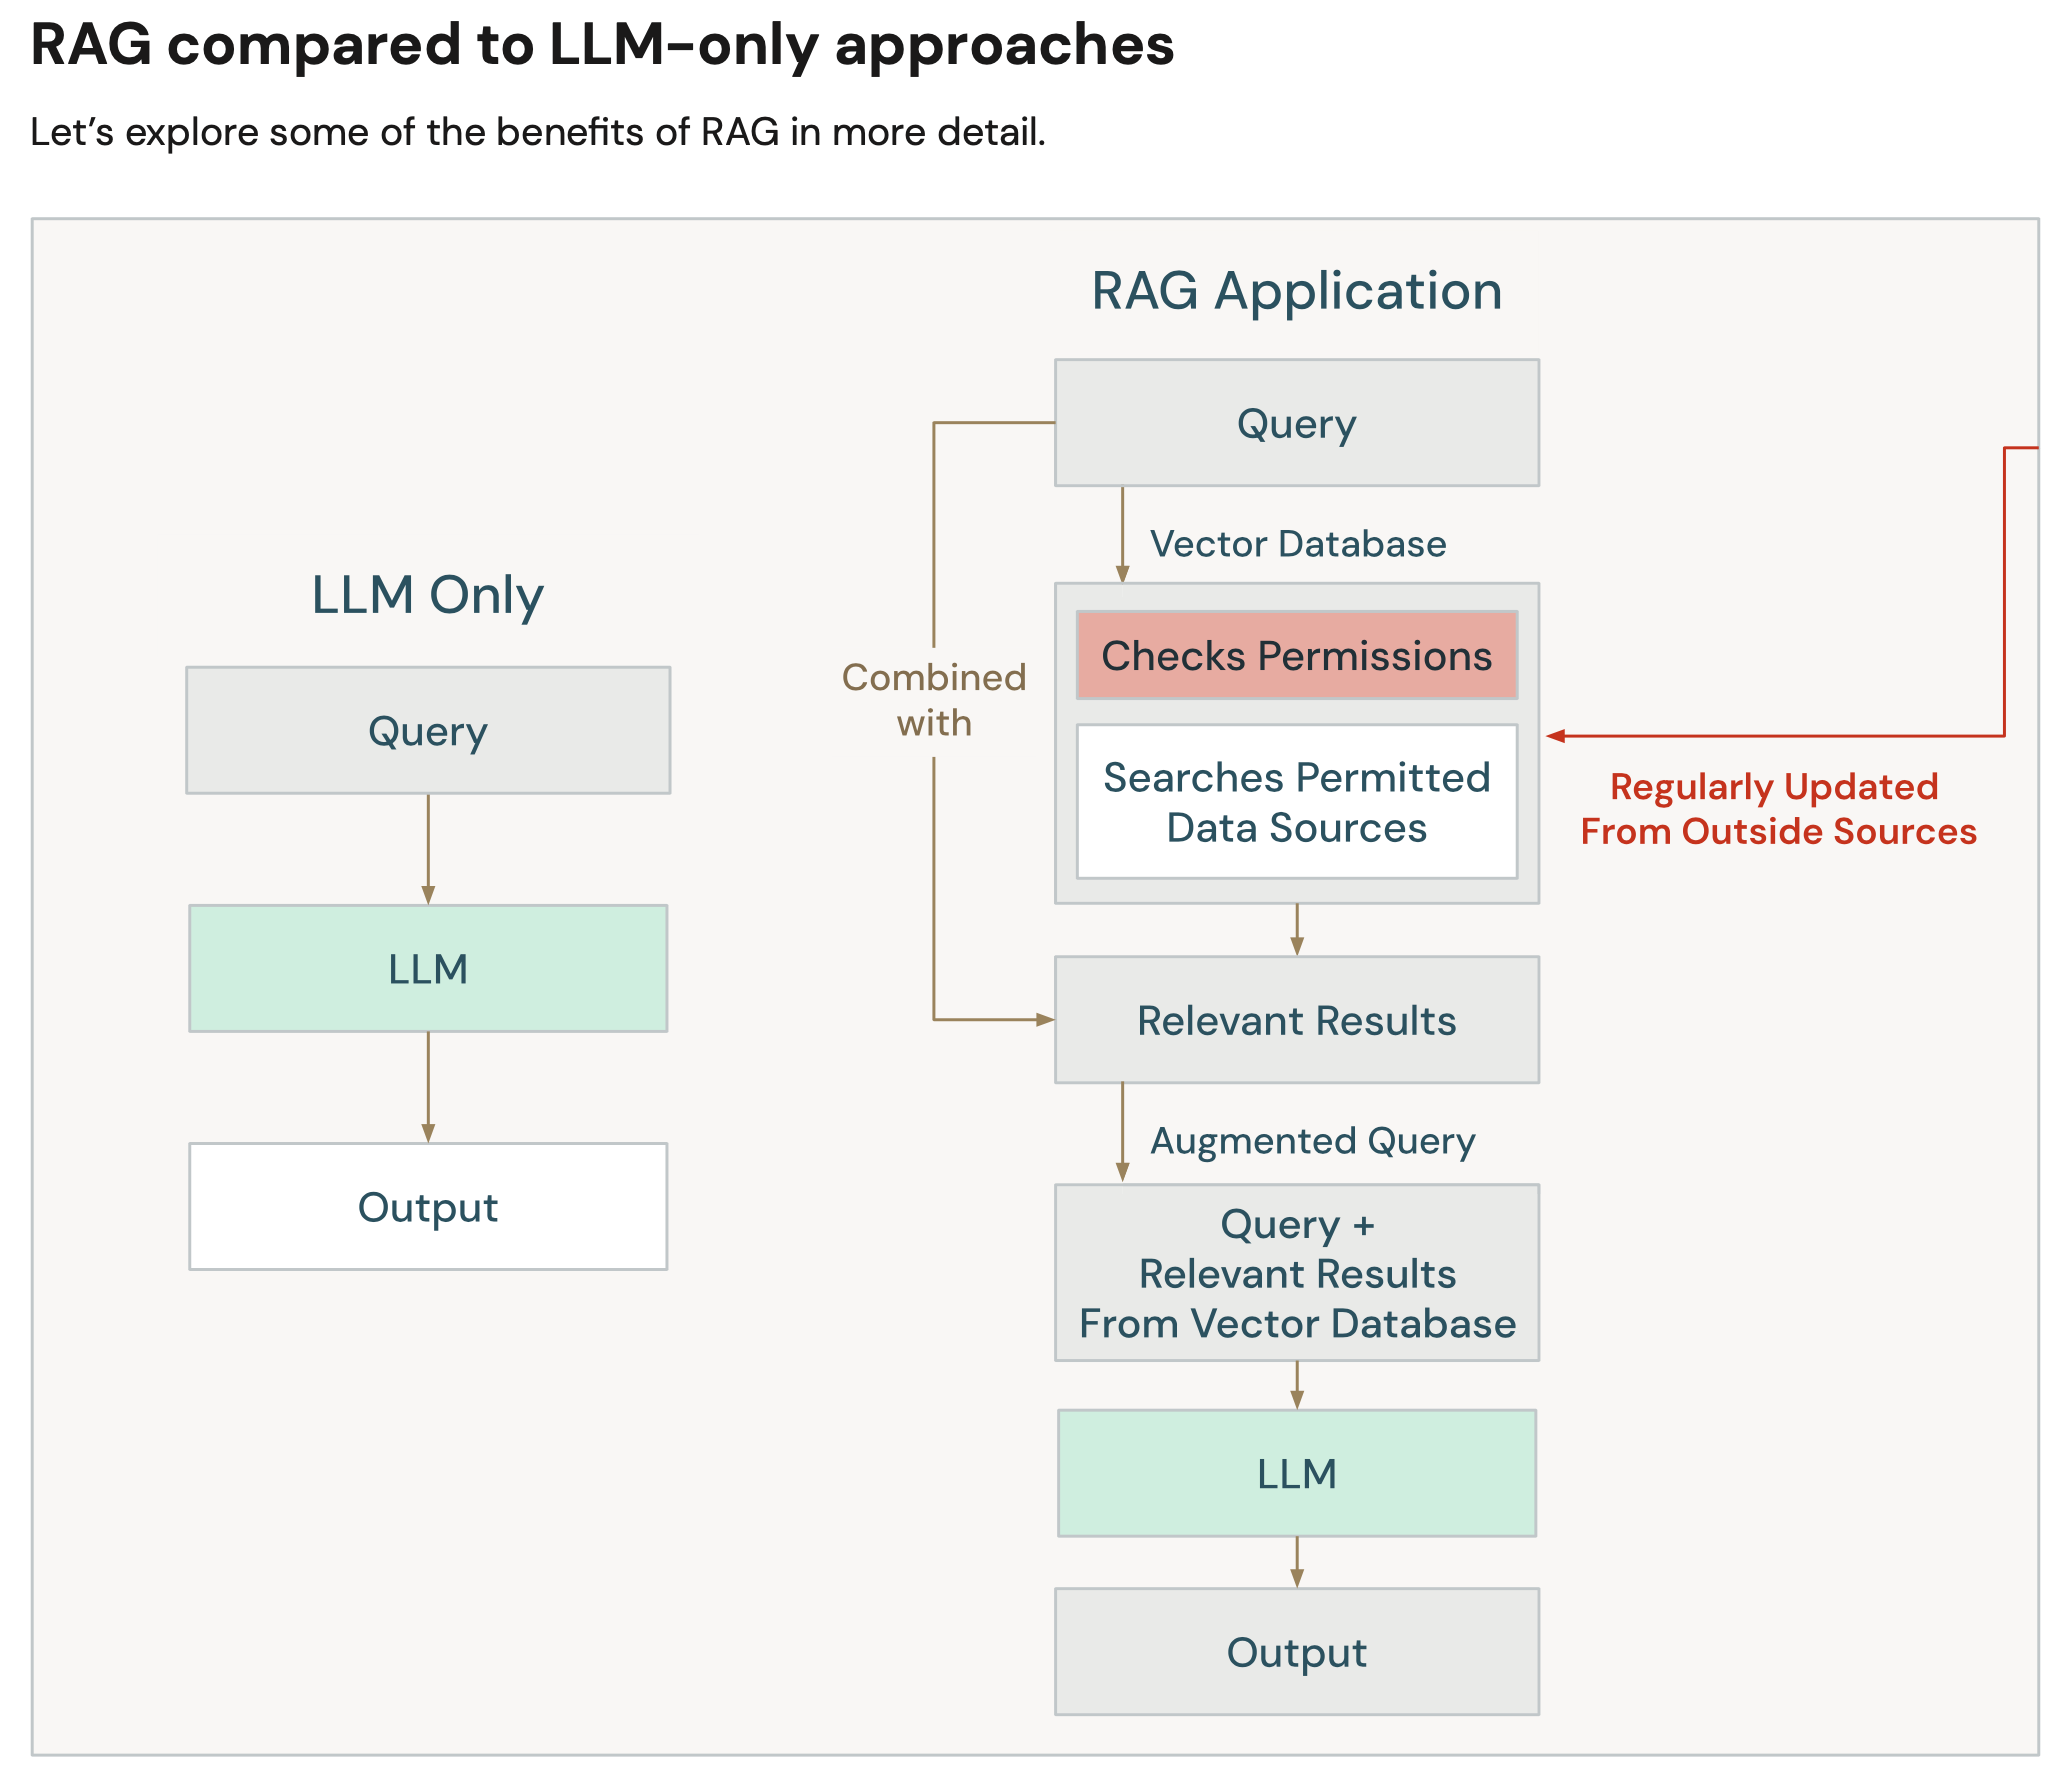 RAG compared to LLM-only approaches
Let's explore some of the benefits of RAG in more detail.
LLM Only
Query
LLM
Output
RAG Application
Query
Vector Database
Checks Permissions
Searches Permitted
Data Sources
Combined
with
Regularly Updated
From Outside Sources
Relevant Results
Augmented Query
Query +
Relevant Results
From Vector Database
LLM
Output